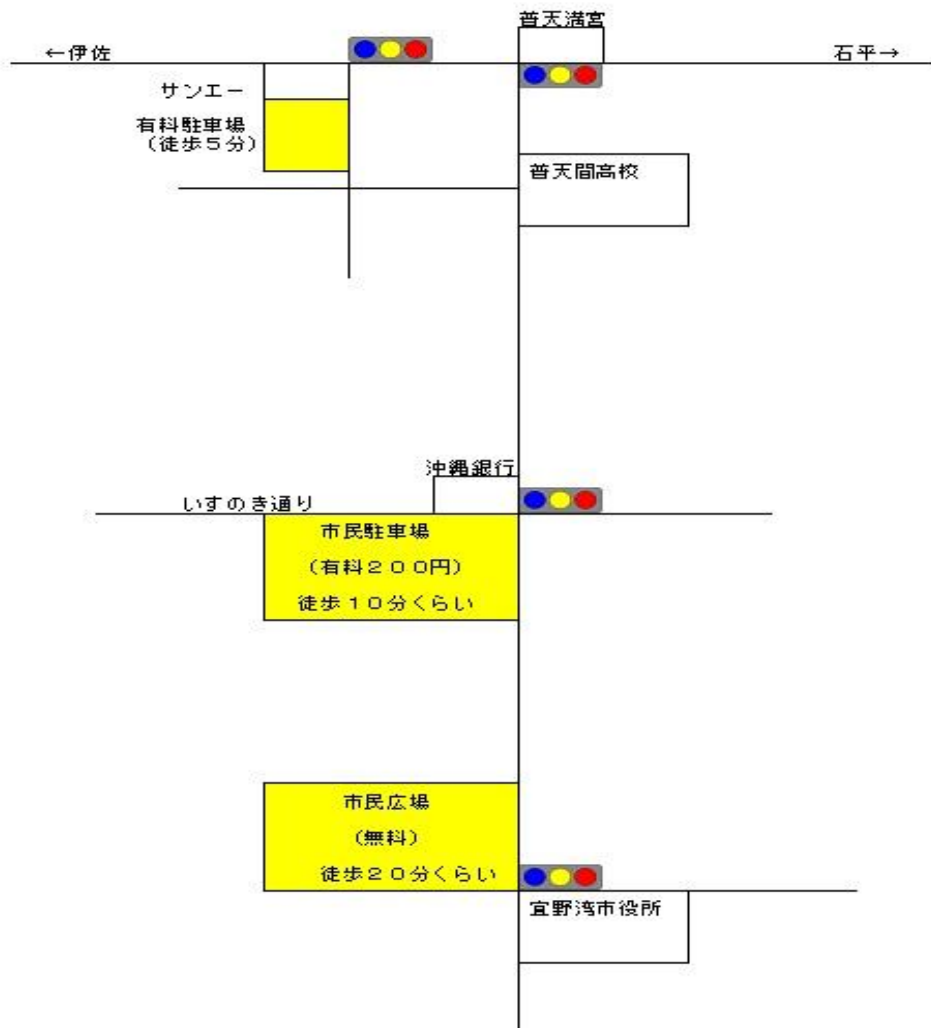 普天満宮
←伊佐
石平→
サンエー
有料駐車場
（徒歩５分）
普天間高校
沖縄銀行
いすのき通り
市民駐車場
（有料２００円）
徒歩１０分くらい
市民広場
（無料）
徒歩２０分くらい
宜野湾市役所